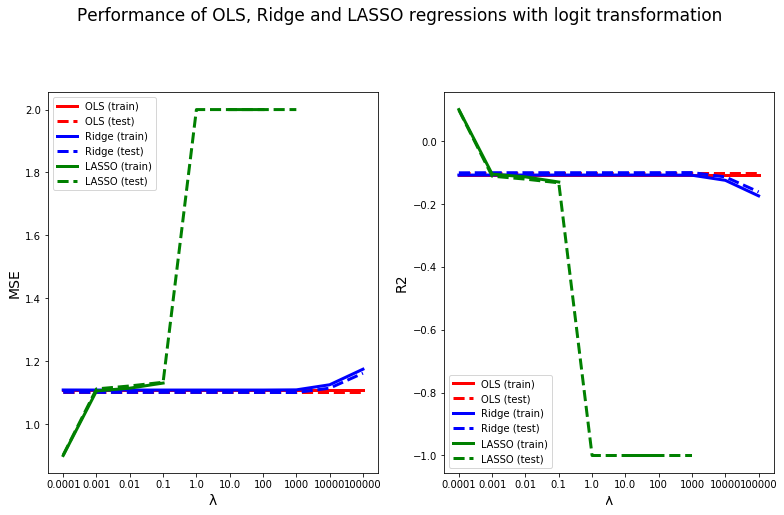 Performance of OLS, Ridge and LASSO regressions with logit transformation
OLS (train)
OLS (test)
Ridge (train)
Ridge (test)
LASSO (train)
LASSO (test)
2.0
1.8
1.6
1.4
1.2
1.0
MSE
0.0001 0.001 0.01 0.1 1.0 10.0 100 1000 10000 100000
λ
0.0
−0.2
−0.4
−0.6
−0.8
−1.0
R2
OLS (train)
OLS (test)
Ridge (train)
Ridge (test)
LASSO (train)
LASSO (test)
0.0001 0.001 0.01 0.1 1.0 10.0 100 1000 10000 100000
λ